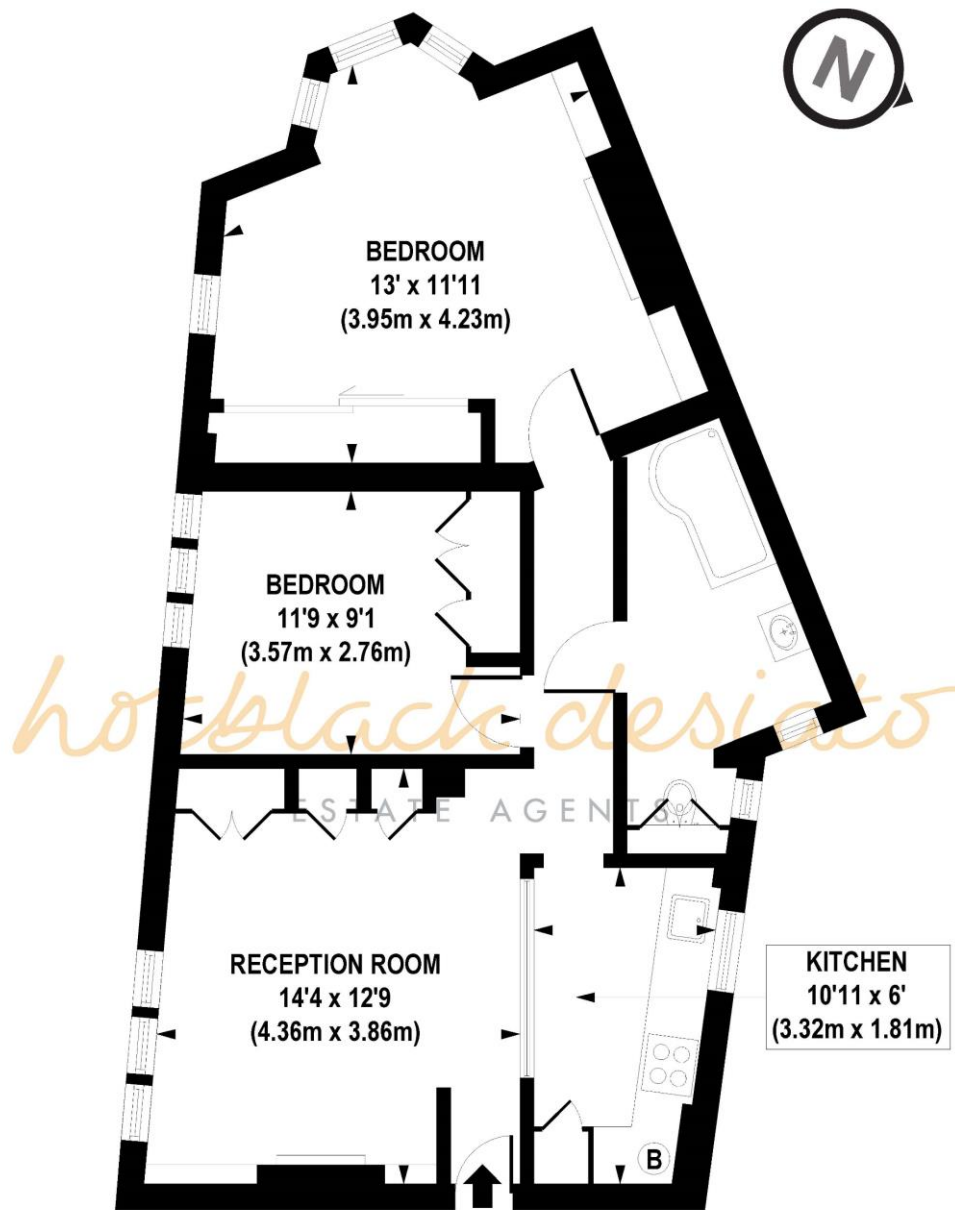 N
BEDROOM
13' x 11'11
(3.95m x 4.23m)
BEDROOM
11'9 x 9'1
(3.57m x 2.76m)
hotblack desiato
ESTATE AGENTS
RECEPTION ROOM
14'4 x 12'9
(4.36m x 3.86m)
KITCHEN
10'11 x 6'
(3.32m x 1.81m)
B